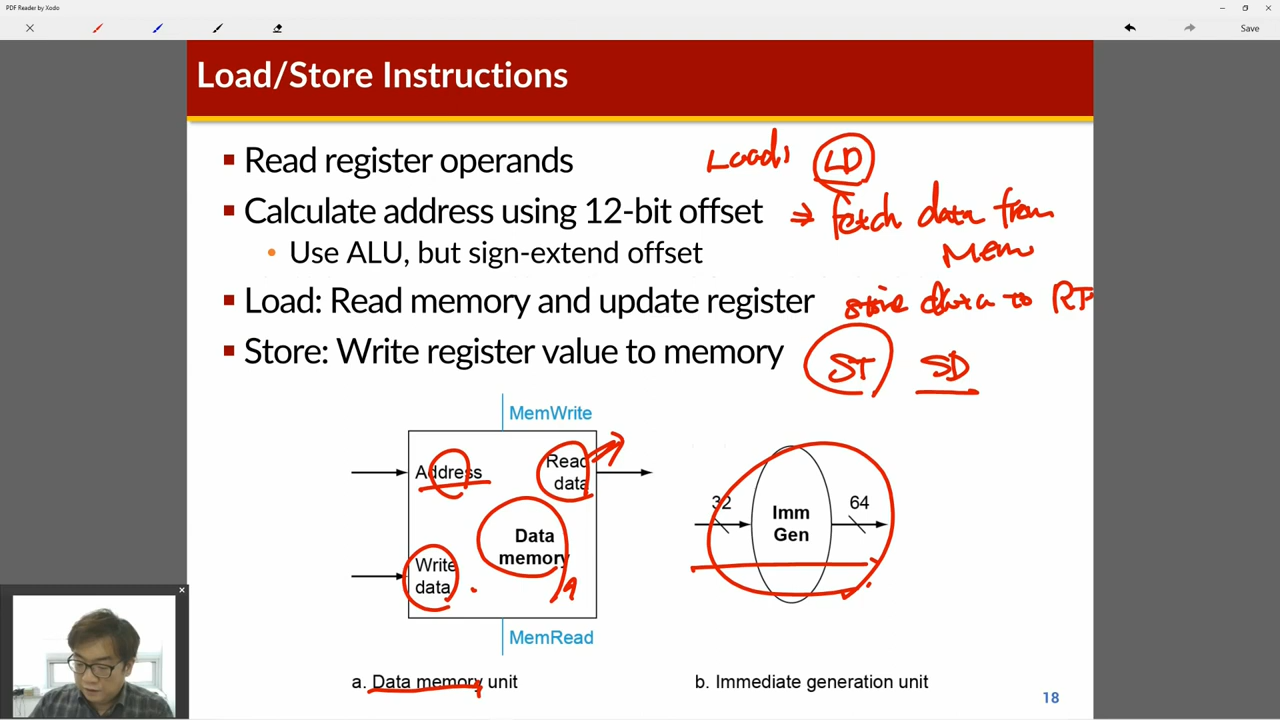 PDF Reader by Xodo
Save
Load/Store Instructions
Read register operands
Loads LD
Calculate address using 12-bit offset
⇒ fetch data from
Mem
Use ALU, but sign-extend offset
Load: Read memory and update register
store data to RF
Store: Write register value to memory
ST SD
MemWrite
Address
Read
data
Data
memory
Write
data
MemRead
32
Imm
Gen
64
a. Data memory unit
b. Immediate generation unit
18